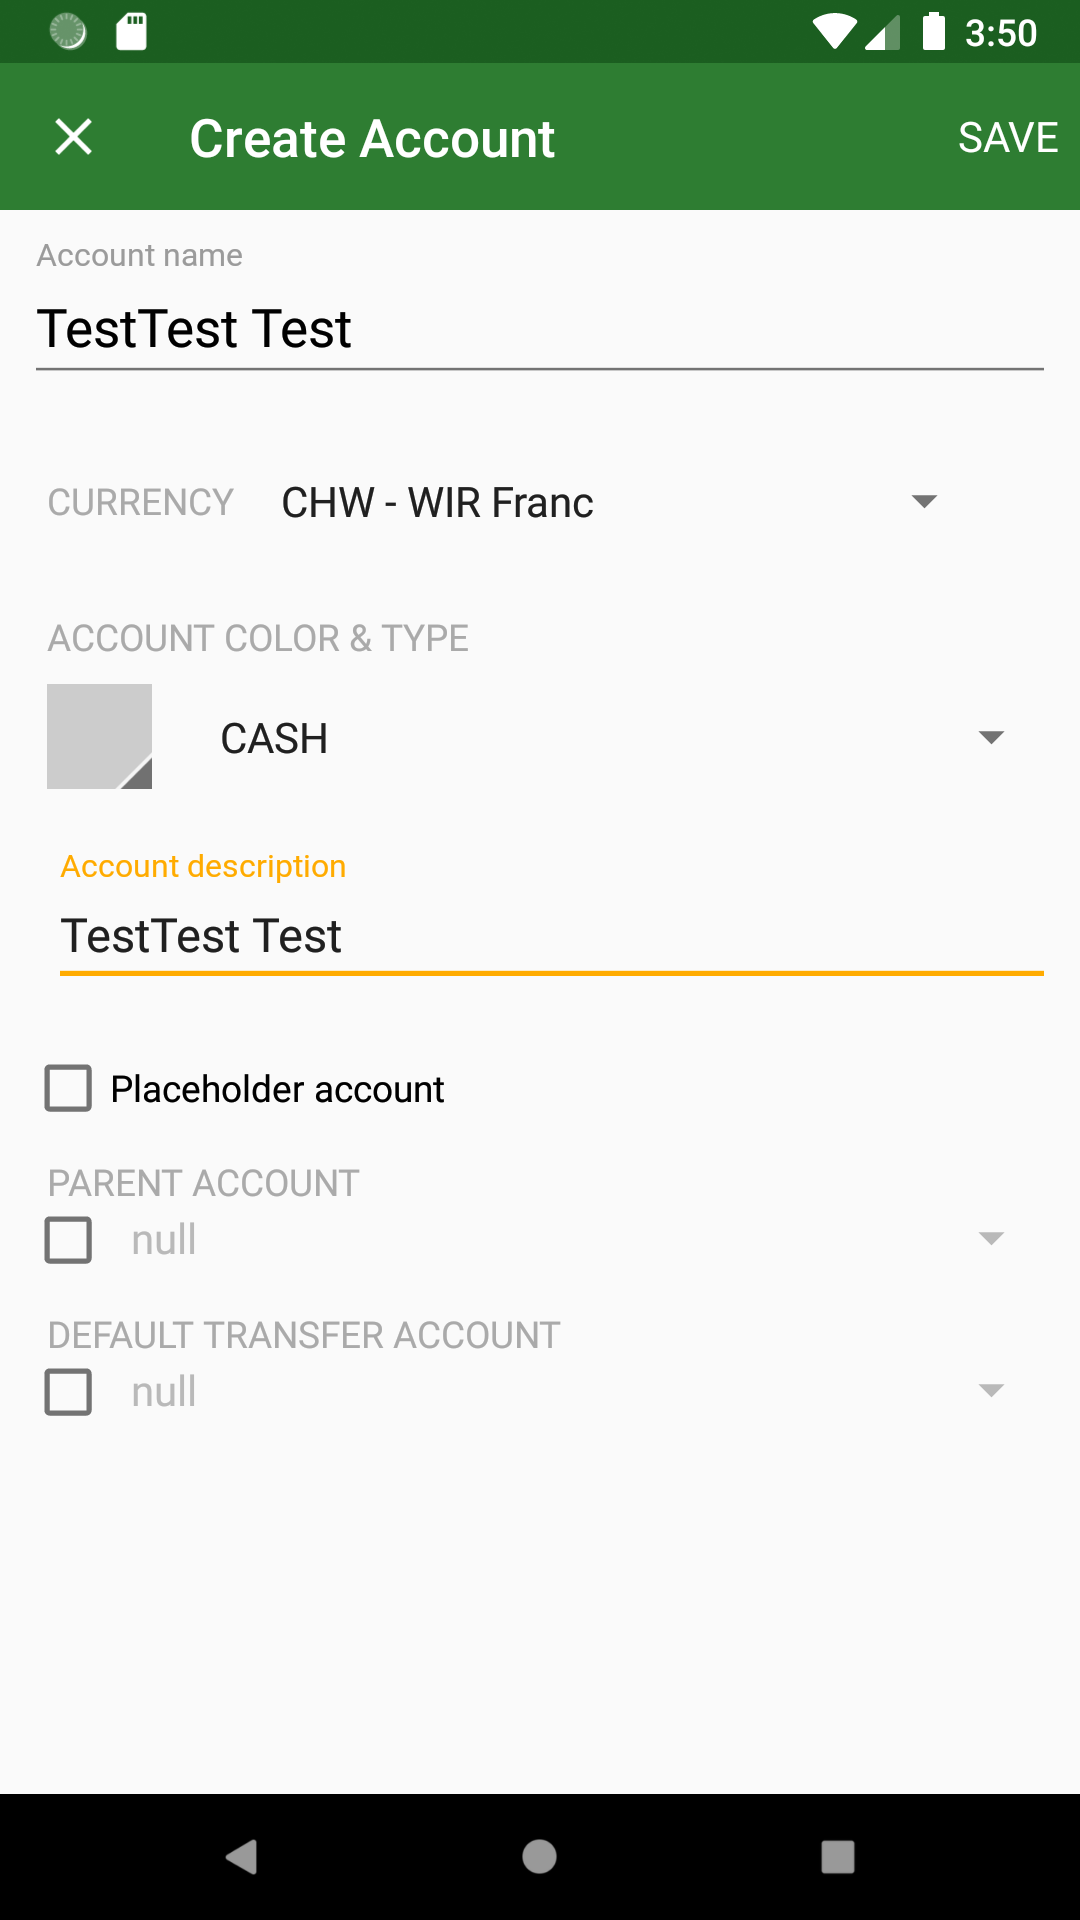 3:50
Create Account
SAVE
Account name
TestTest Test
CURRENCY CHW - WIR Franc
ACCOUNT COLOR & TYPE
CASH
Account description
TestTest Test
Placeholder account
PARENT ACCOUNT
null
DEFAULT TRANSFER ACCOUNT
null